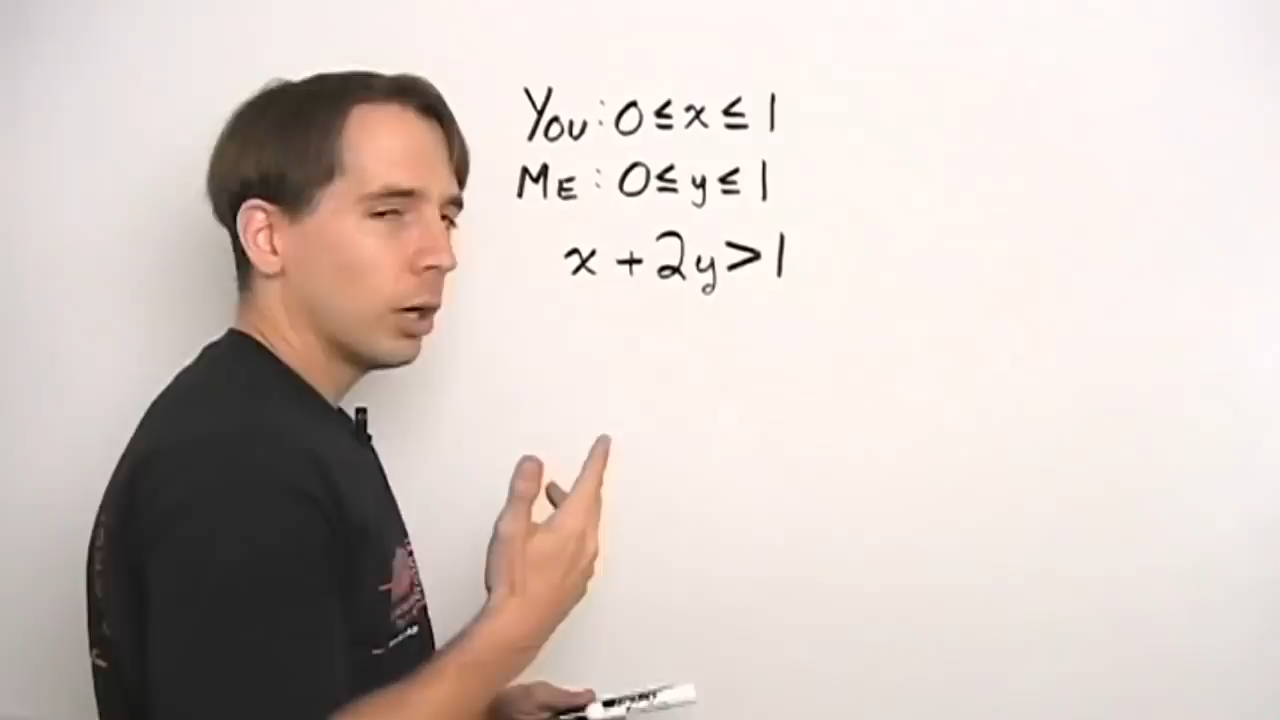 You: 0 ≤ x ≤ 1
ME: 0 ≤ y ≤ 1
x + 2y > 1